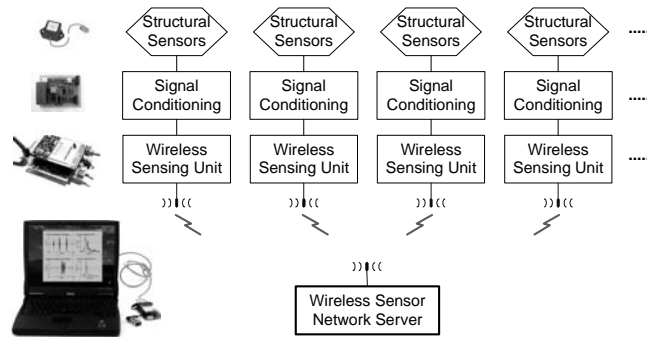 Structural
Sensors
Structural
Sensors
Structural
Sensors
Structural
Sensors
.....
Signal
Conditioning
Signal
Conditioning
Signal
Conditioning
Signal
Conditioning
.....
Wireless
Sensing Unit
Wireless
Sensing Unit
Wireless
Sensing Unit
Wireless
Sensing Unit
.....
Wireless Sensor
Network Server